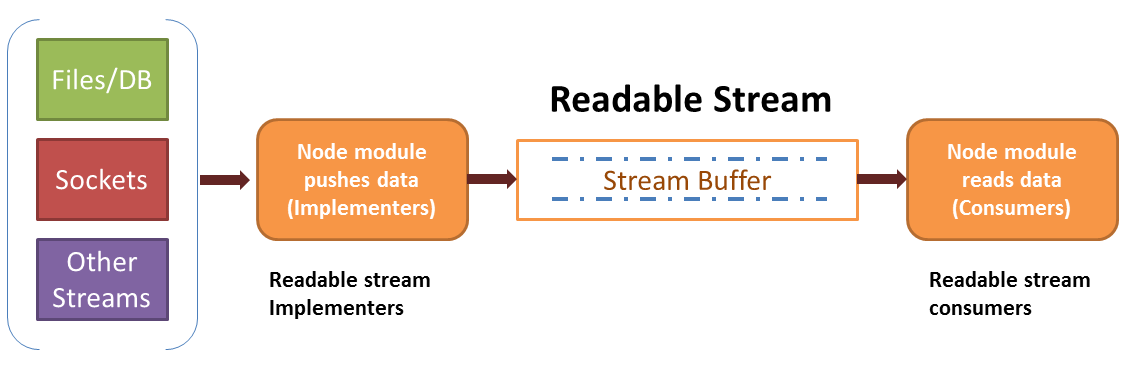 Files/DB
Sockets
Other
Streams
Node module
pushes data
(Implementers)
Readable stream
Implementers
Readable Stream
Stream Buffer
Node module
reads data
(Consumers)
Readable stream
consumers